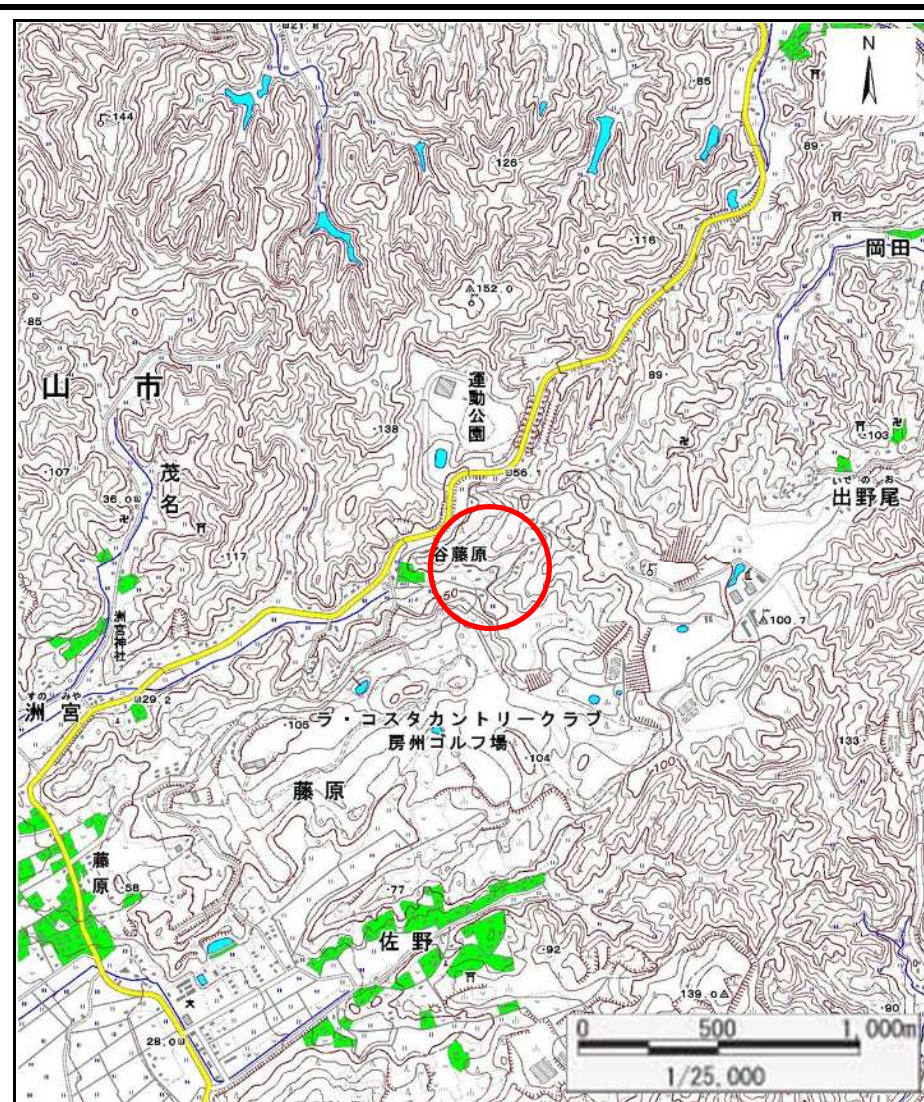 21.8
N
144
85
126
89
116
岡田
152.0
85
山市
運動公園
89
138
103
107
茂名
36.0
56.1
いでのお
出野尾
117
谷藤原
50
洲宮神社
100.7
すのみや
洲宮
29.2
ラ・コスタカントリークラブ
105
房州ゴルフ場
133
104
100
藤原
藤原
58
77
佐野
92
139.0
90
28.0
0 500 1,000m
1/25,000